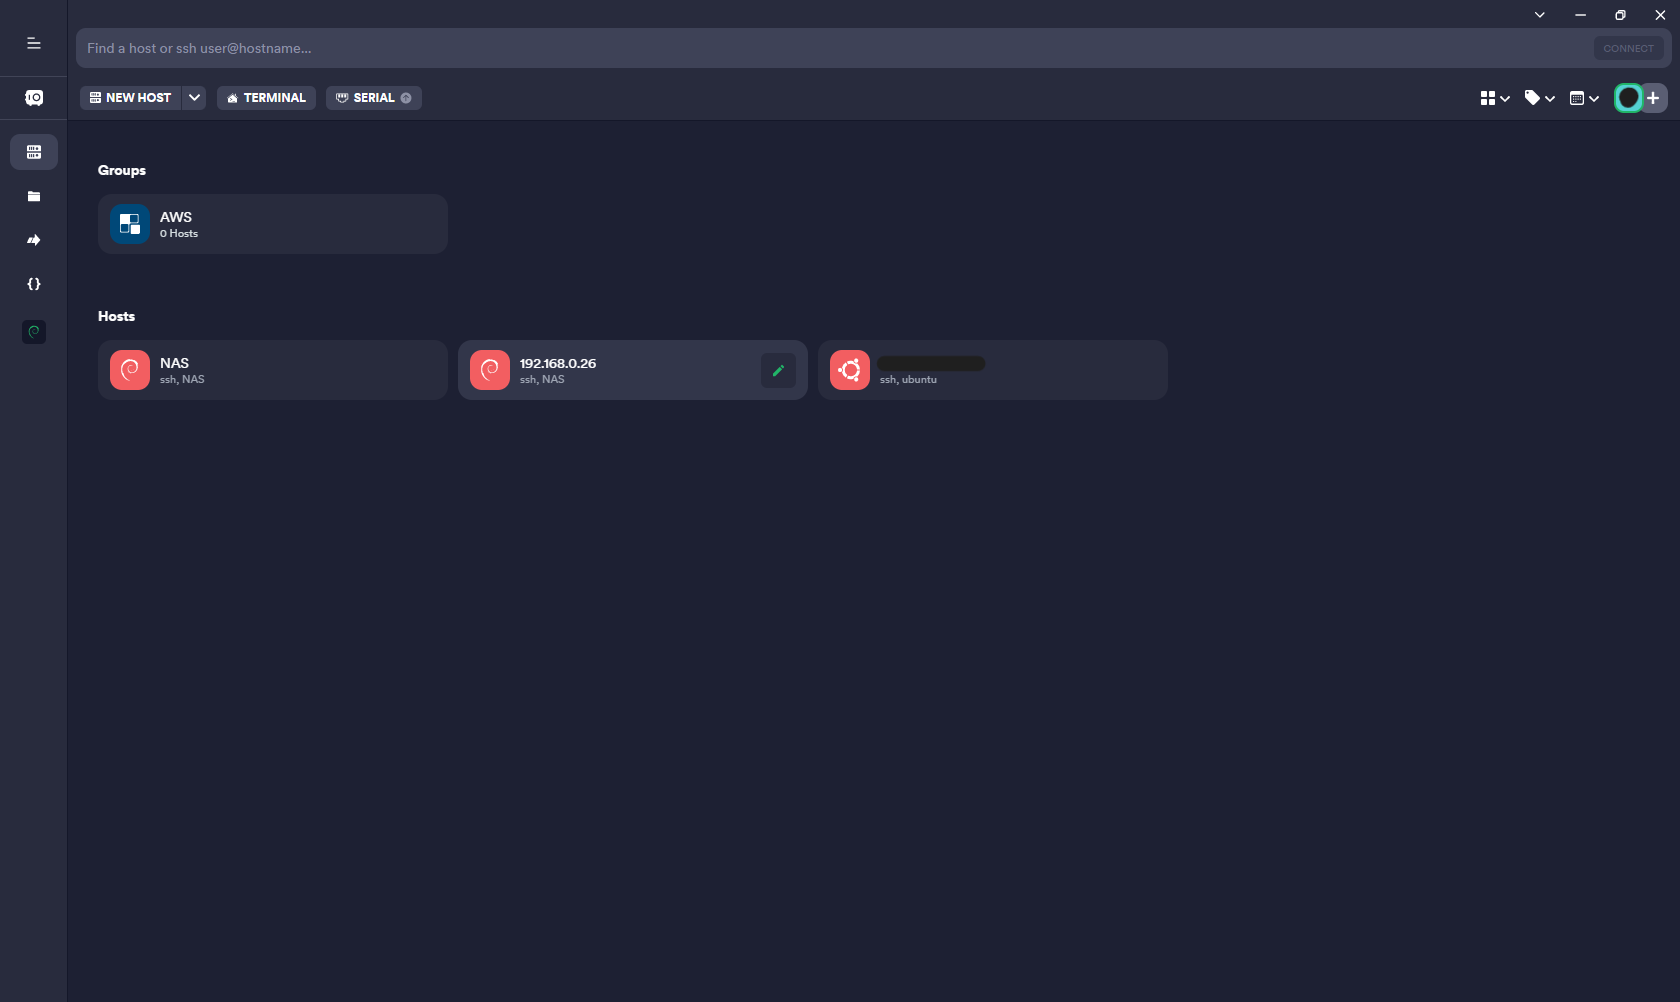 Find a host or ssh user@hostname...
CONNECT
NEW HOST
TERMINAL
SERIAL
Groups
AWS
0 Hosts
Hosts
NAS
ssh, NAS
192.168.0.26
ssh, NAS
ssh, ubuntu